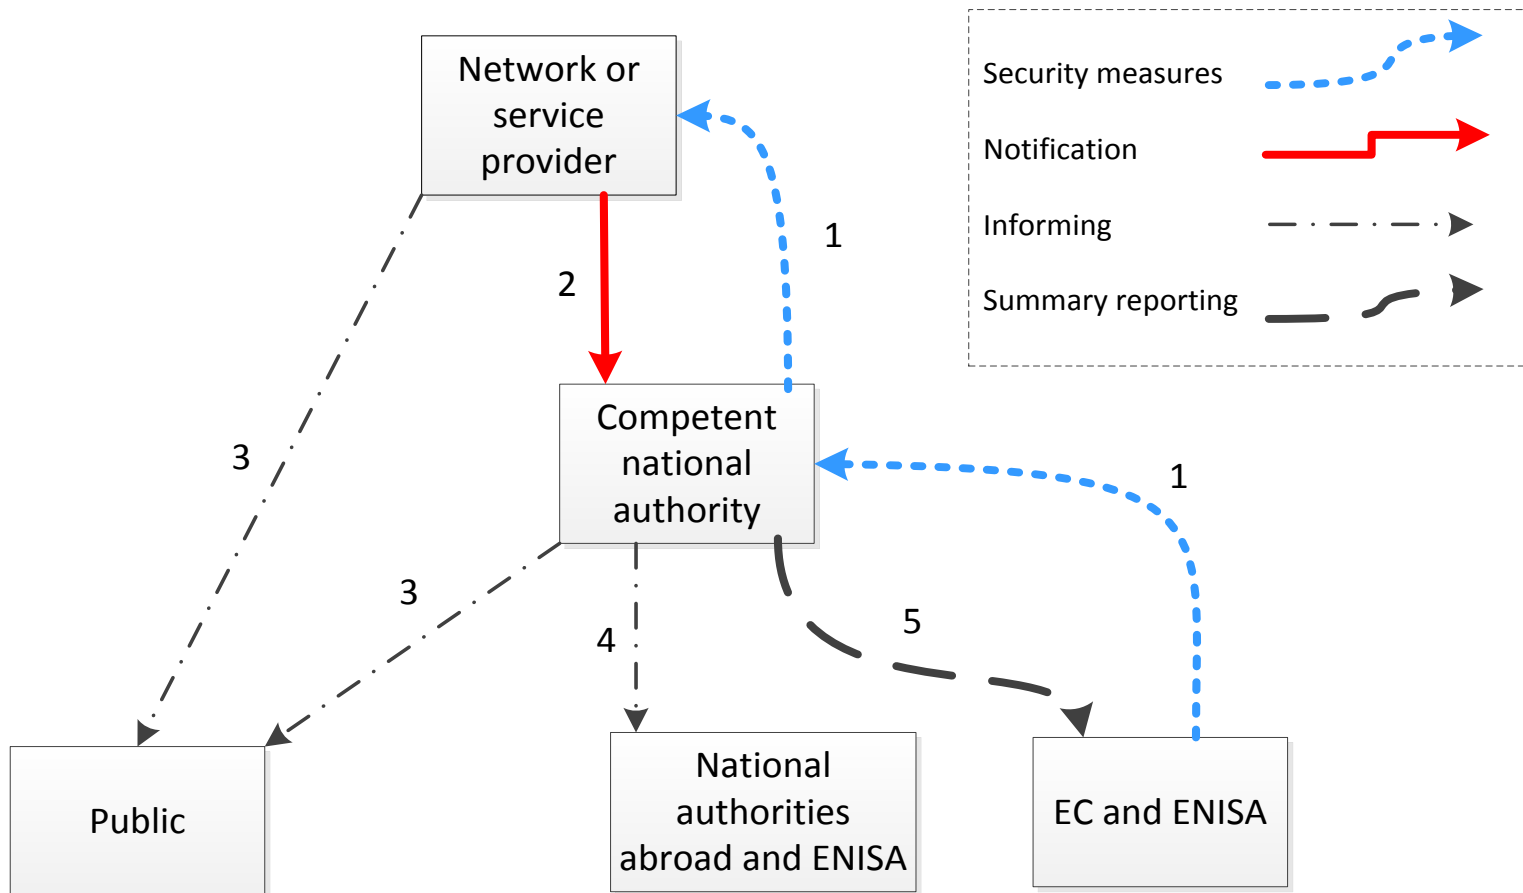 Network or
service
provider
Security measures
Notification
Informing
Summary reporting
1
2
3
Competent
national
authority
1
3
4
5
Public
National
authorities
abroad and ENISA
EC and ENISA